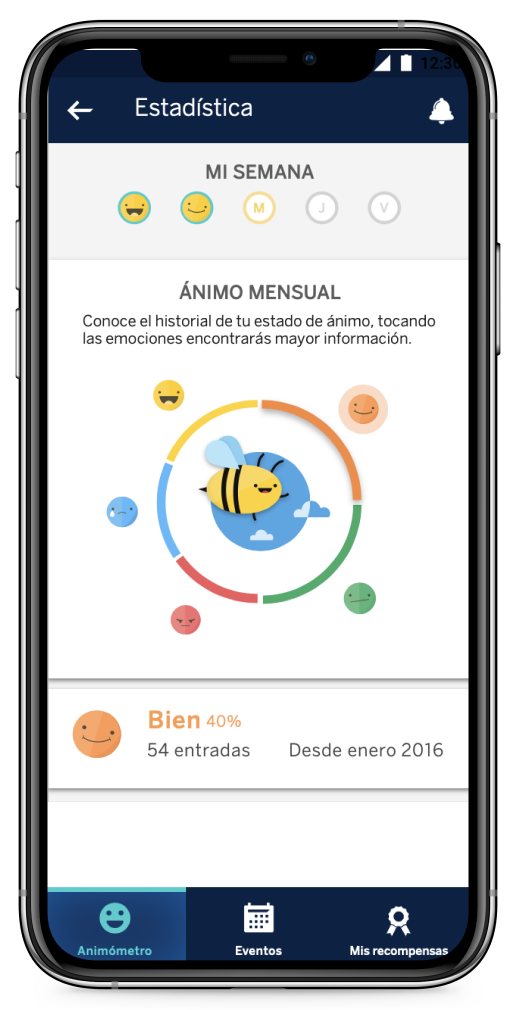 12:30
Estadística
MI SEMANA
M J V
ÁNIMO MENSUAL
Conoce el historial de tu estado de ánimo, tocando
las emociones encontrarás mayor información.
Bien 40%
54 entradas Desde enero 2016
Animómetro Eventos Mis recompensas